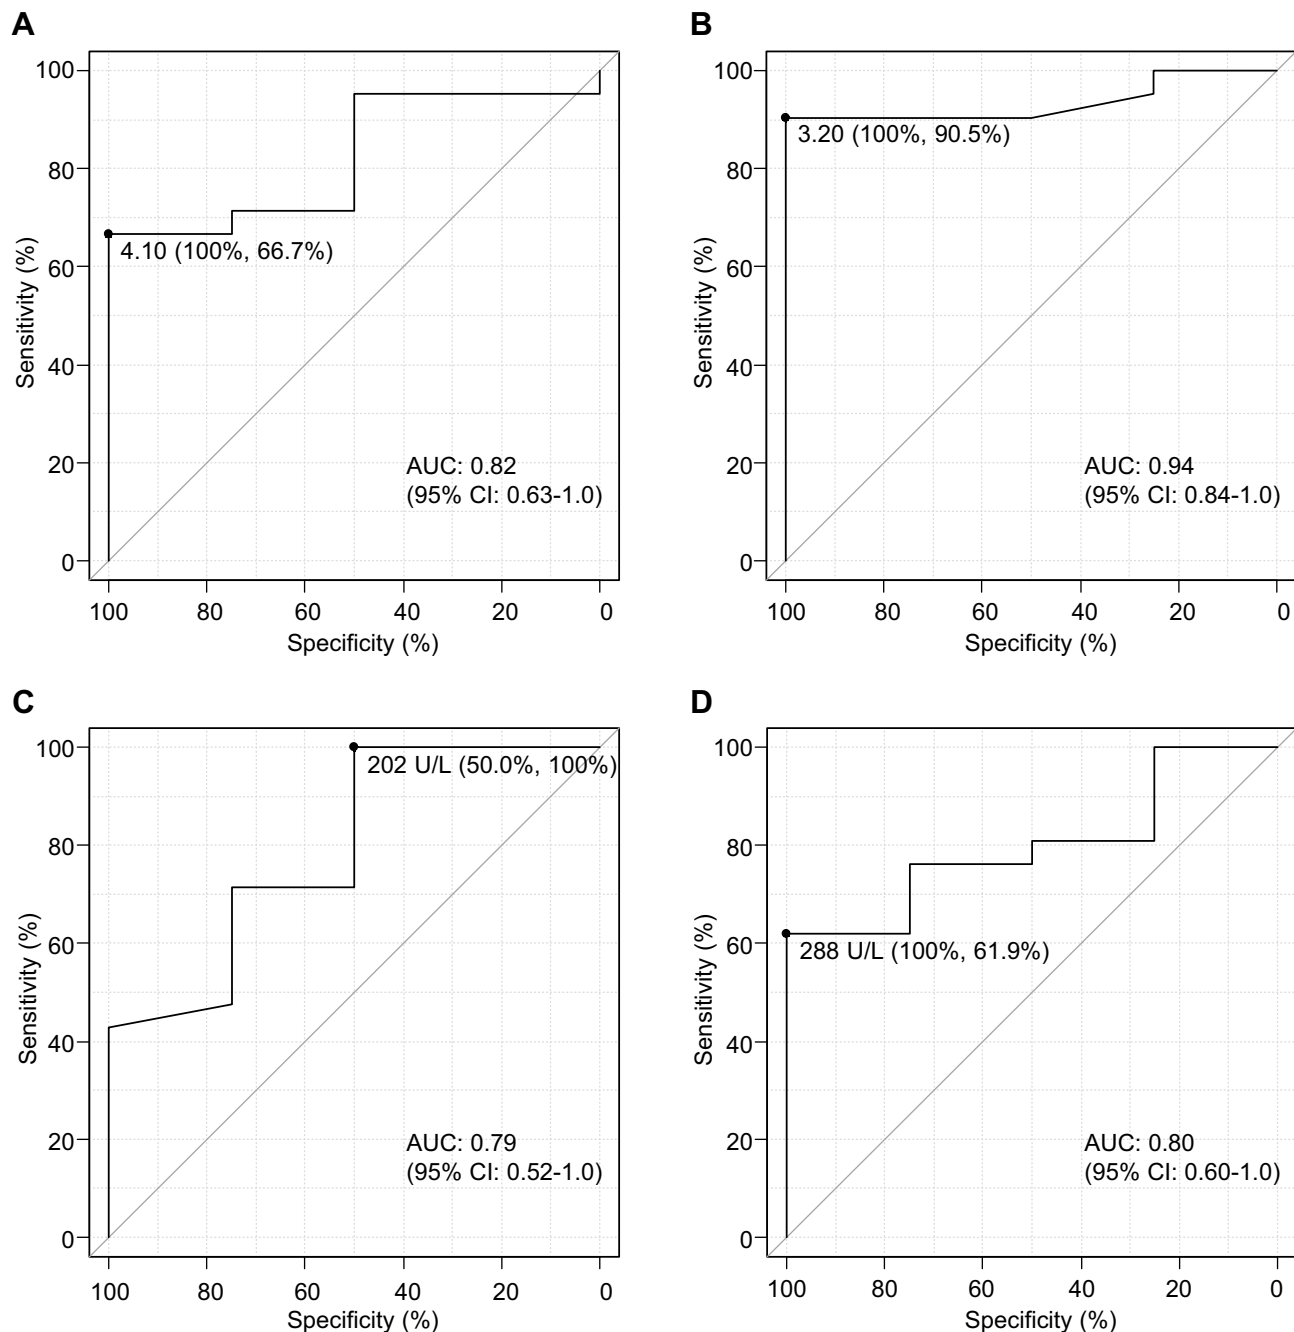 A
100
80
60
40
20
0
Sensitivity (%)
4.10 (100%, 66.7%)
AUC: 0.82
(95% CI: 0.63-1.0)
100 80 60 40 20 0
Specificity (%)
B
100
80
60
40
20
0
Sensitivity (%)
3.20 (100%, 90.5%)
AUC: 0.94
(95% CI: 0.84-1.0)
100 80 60 40 20 0
Specificity (%)
C
100
80
60
40
20
0
Sensitivity (%)
202 U/L (50.0%, 100%)
AUC: 0.79
(95% CI: 0.52-1.0)
100 80 60 40 20 0
Specificity (%)
D
100
80
60
40
20
0
Sensitivity (%)
288 U/L (100%, 61.9%)
AUC: 0.80
(95% CI: 0.60-1.0)
100 80 60 40 20 0
Specificity (%)